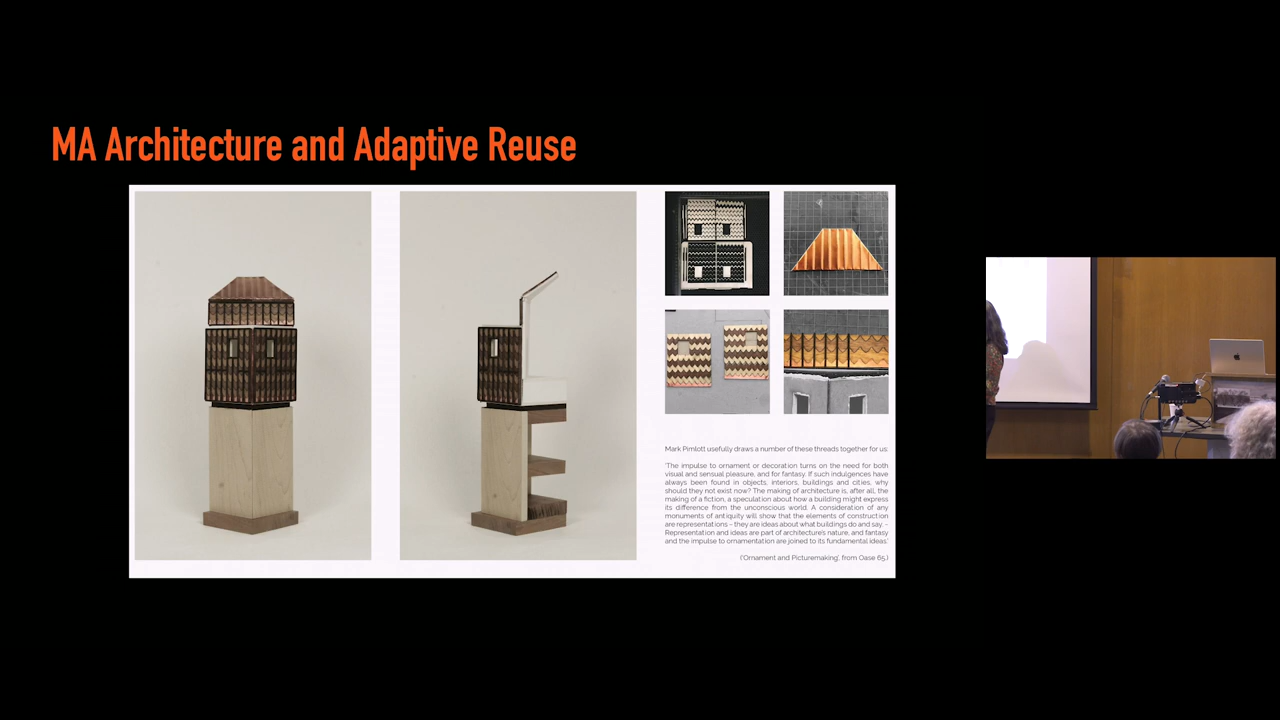 MA Architecture and Adaptive Reuse
Mark Pimlott usefully draws a number of these threads together for us:
'The impulse to ornament or decoration turns on the need for both
visual and sensual pleasure, and for fantasy. If such indulgences have
always been found in objects, interiors, buildings and cities, why
should they not exist now? The making of architecture is, after all, the
making of a fiction, a speculation about how a building might express
its difference from the unconscious world. A consideration of any
monuments of antiquity will show that the elements of construction
are representations – they are ideas about what buildings do and say. –
Representation and ideas are part of architecture's nature, and fantasy
and the impulse to ornamentation are joined to its fundamental ideas.'
('Ornament and Picturemaking', from Oase 65.)